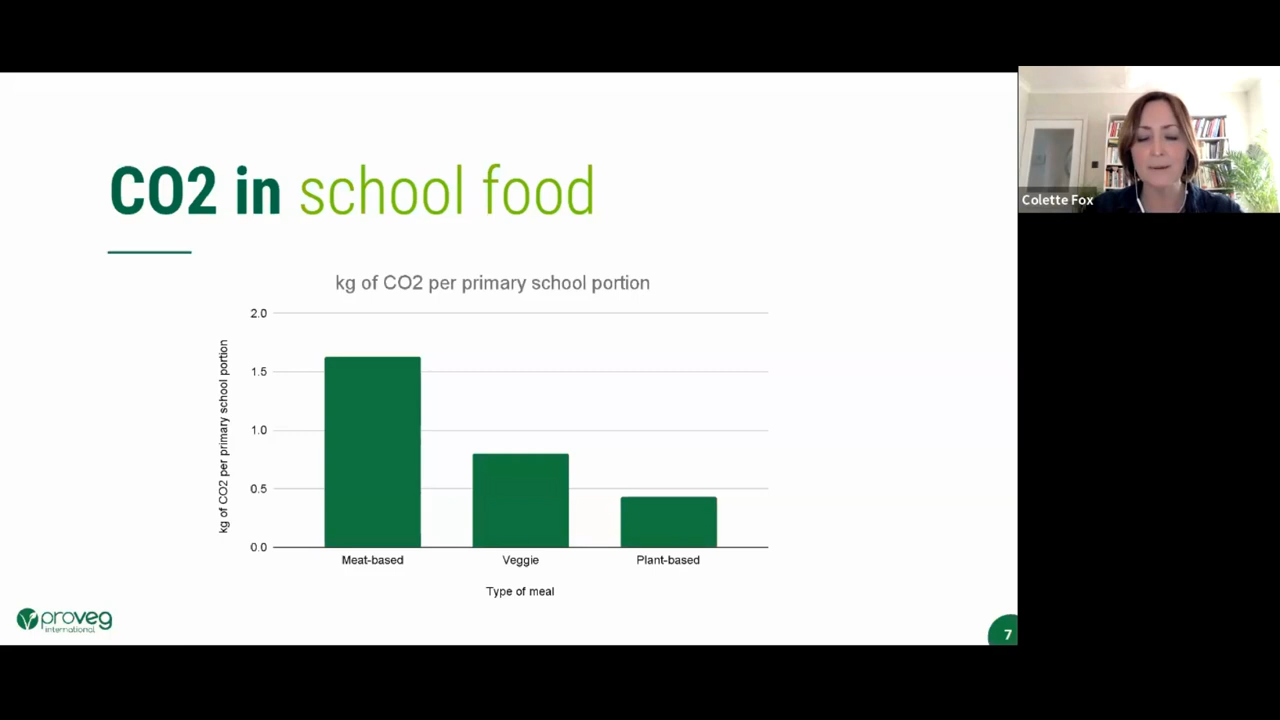 CO2 in school food
kg of CO2 per primary school portion
kg of CO2 per primary school portion
2.0
1.5
1.0
0.5
0.0
Meat-based Veggie Plant-based
Type of meal
proveg
international
7
Colette Fox